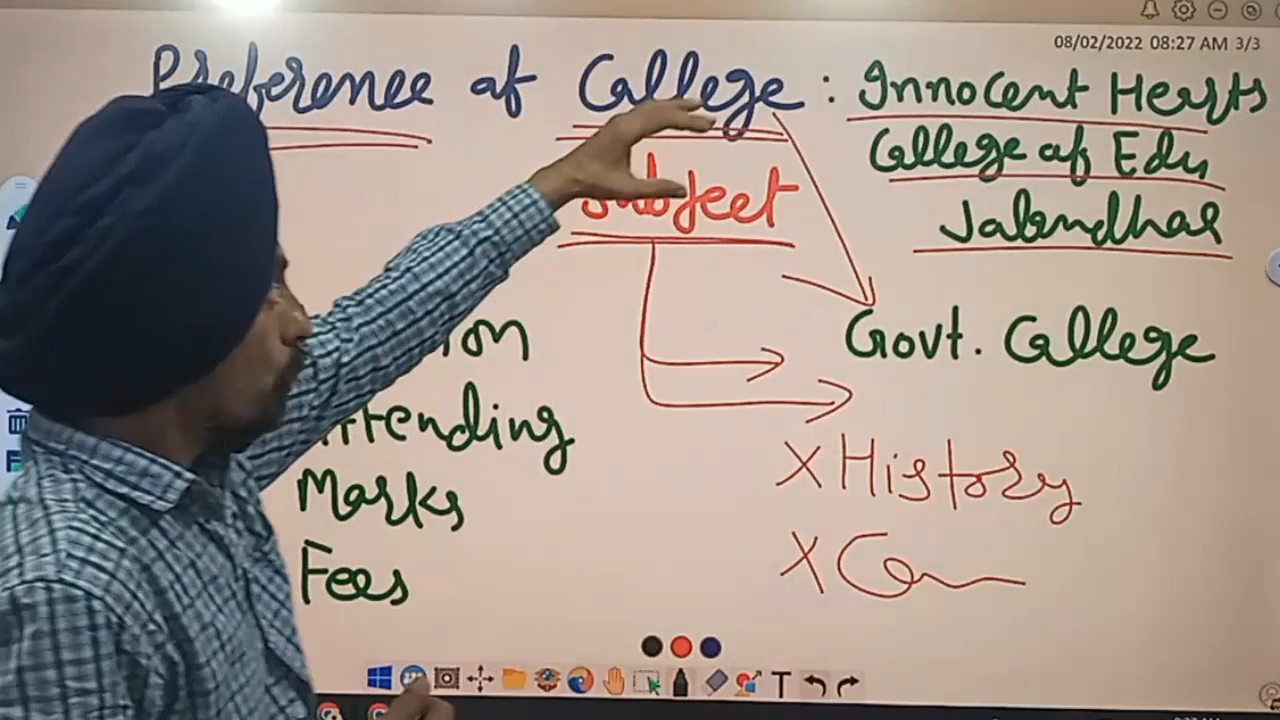 08/02/2022 08:27 AM 3/3
Preference of College : Innocent Hearts
College of Edu
Jalandhar
Subject
Govt. College
Attending
X History
Marks
X
Fees
T